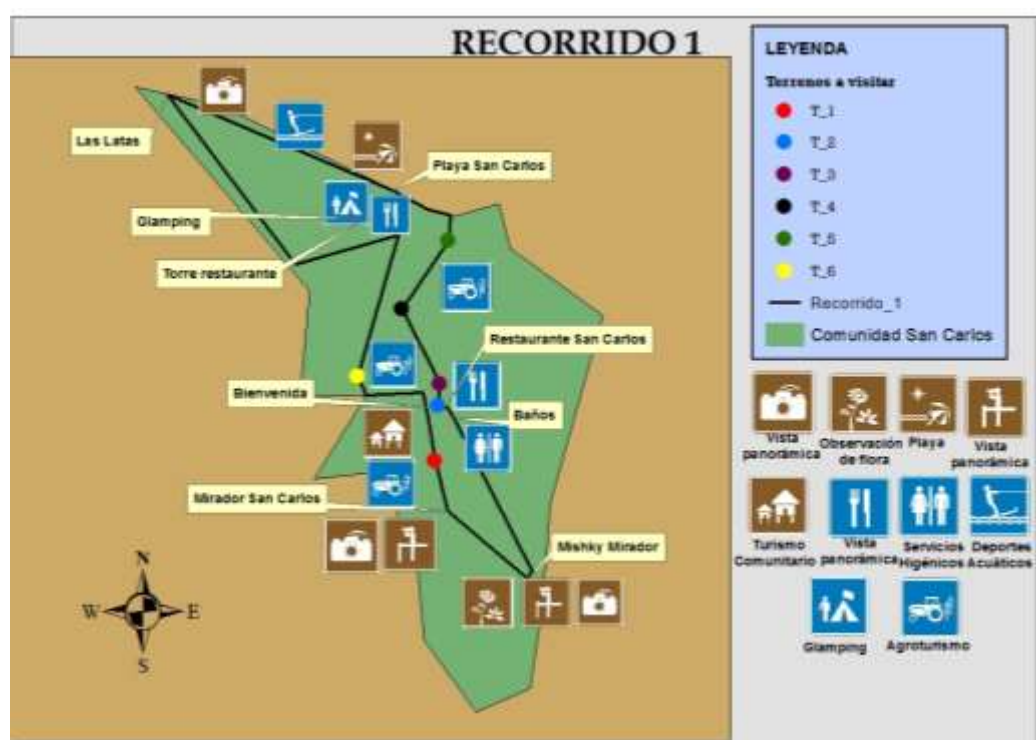 RECORRIDO 1
Las Latas
Playa San Carlos
Glamping
Torre restaurante
Restaurante San Carlos
Bienvenida
Baños
Mirador San Carlos
Mishky Mirador
N
W
E
S
LEYENDA
Terrenos a visitar
T_1
T_2
T_3
T_4
T_5
T_6
Recorrido_1
Comunidad San Carlos
Vista
panorámica
Observación
de flora
Playa
Vista
panorámica
Turismo
Comunitario
Vista
panorámica
Servicios
Higénicos
Deportes
Acuáticos
Glamping
Agroturismo